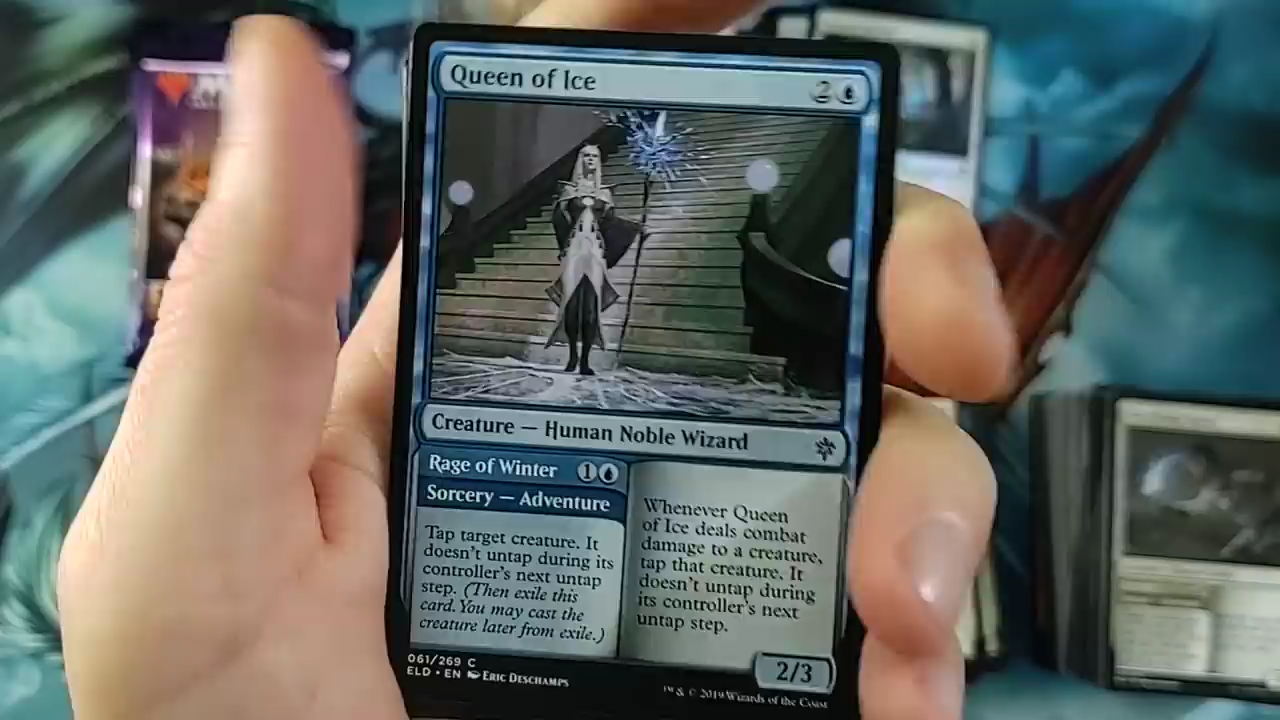 Queen of Ice 2
Creature — Human Noble Wizard
Rage of Winter 1
Sorcery — Adventure
Tap target creature. It
doesn't untap during its
controller's next untap
step. (Then exile this
card. You may cast the
creature later from exile.)
Whenever Queen
of Ice deals combat
damage to a creature,
tap that creature. It
doesn't untap during
its controller's next
untap step.
2/3
061/269 C
ELD • EN Eric Deschamps
™ & © 2019 Wizards of the Coast